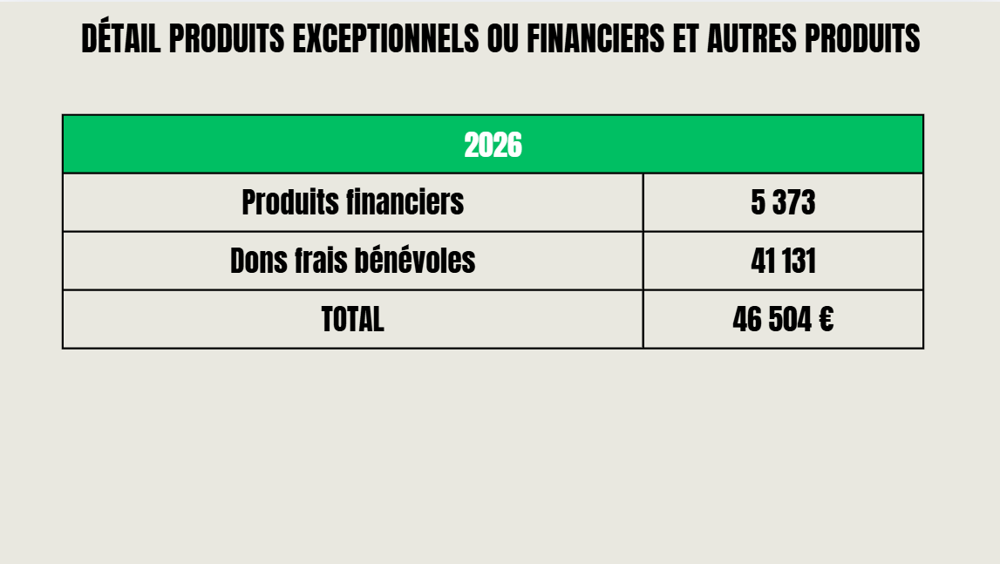 DÉTAIL PRODUITS EXCEPTIONNELS OU FINANCIERS ET AUTRES PRODUITS
2026
Produits financiers 5 373
Dons frais bénévoles 41 131
TOTAL 46 504 €